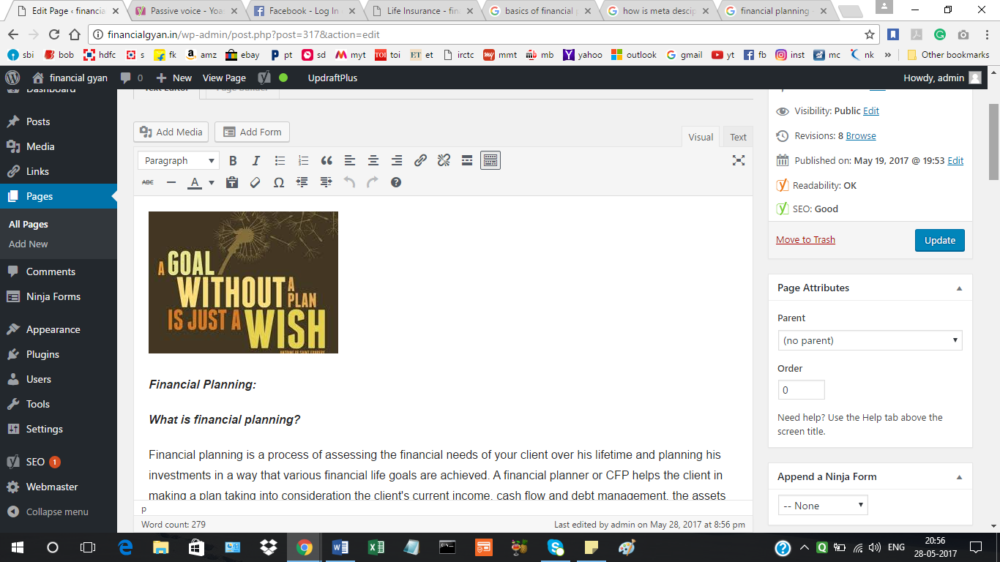 Edit Page ‹ financia
Passive voice - Yoa
Facebook - Log In o
Life Insurance - fin
basics of financial p
how is meta descip
financial planning
financialgyan.in/wp-admin/post.php?post=317&action=edit
sbi bob hdfc s fk amz ebay pt sd myt toi et irctc mmt mb yahoo outlook gmail yt fb inst mc nk » Other bookmarks
financial gyan 0 New View Page UpdraftPlus Howdy, admin
Dashboard
Posts
Media
Links
Pages
All Pages
Add New
Comments
Ninja Forms
Appearance
Plugins
Users
Tools
Settings
SEO 1
Webmaster
Collapse menu
Text Editor Page Builder
Add Media Add Form
Visual Text
Paragraph
B I
ABC A
A GOAL
WITHOUT A PLAN
IS JUST A WISH
ANTOINE DE SAINT EXUPERY
Financial Planning:
What is financial planning?
Financial planning is a process of assessing the financial needs of your client over his lifetime and planning his
investments in a way that various financial life goals are achieved. A financial planner or CFP helps the client in
making a plan taking into consideration the client's current income, cash flow and debt management, the assets
p
Word count: 279
Last edited by admin on May 28, 2017 at 8:56 pm
Visibility: Public Edit
Revisions: 8 Browse
Published on: May 19, 2017 @ 19:53 Edit
Readability: OK
SEO: Good
Move to Trash
Update
Page Attributes
Parent
(no parent)
Order
0
Need help? Use the Help tab above the
screen title.
Append a Ninja Form
-- None
ENG
20:56
28-05-2017